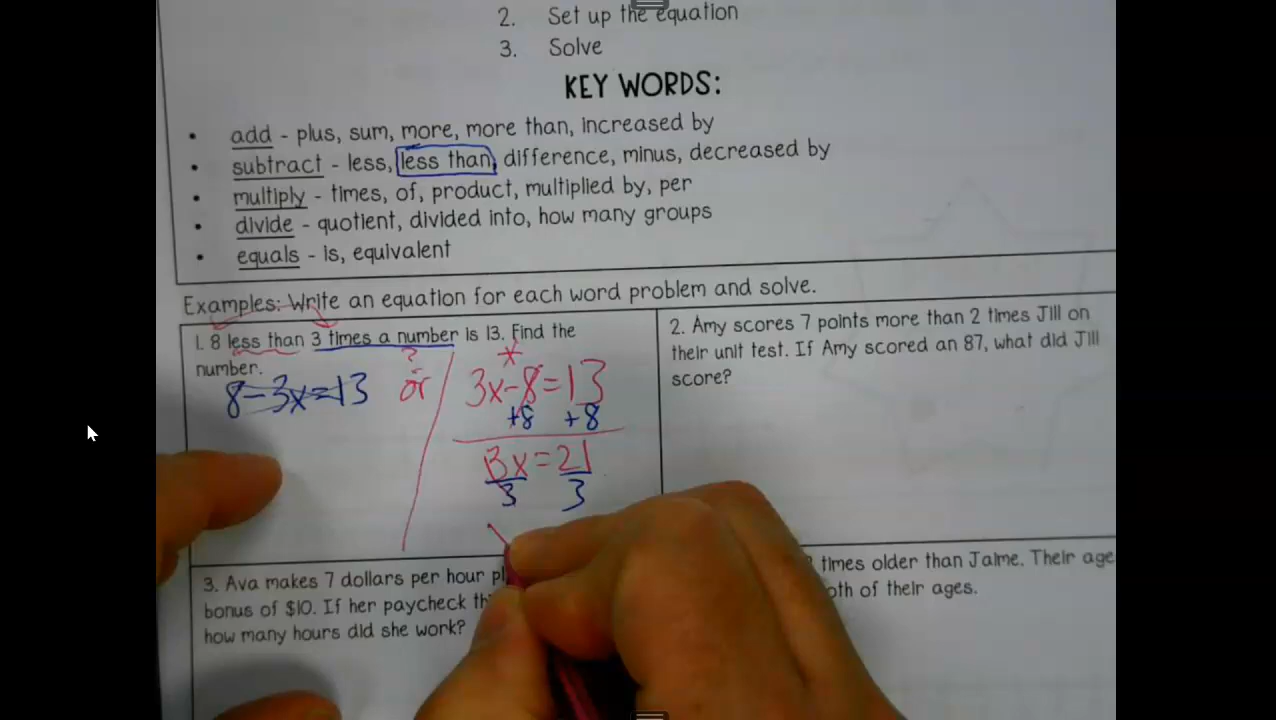 2. Set up the equation
3. Solve
KEY WORDS:
• add - plus, sum, more, more than, increased by
• subtract - less, less than, difference, minus, decreased by
• multiply - times, of, product, multiplied by, per
• divide - quotient, divided into, how many groups
• equals - is, equivalent
Examples: Write an equation for each word problem and solve.
1. 8 less than 3 times a number is 13. Find the
number.
8-3x=13 or ? 3x-8=13
+8 +8
3x=21
3 3
2. Amy scores 7 points more than 2 times Jill on
their unit test. If Amy scored an 87, what did Jill
score?
3. Ava makes 7 dollars per hour
bonus of $10. If her paycheck
how many hours did she work?
times older than Jaime. Their
of their ages.